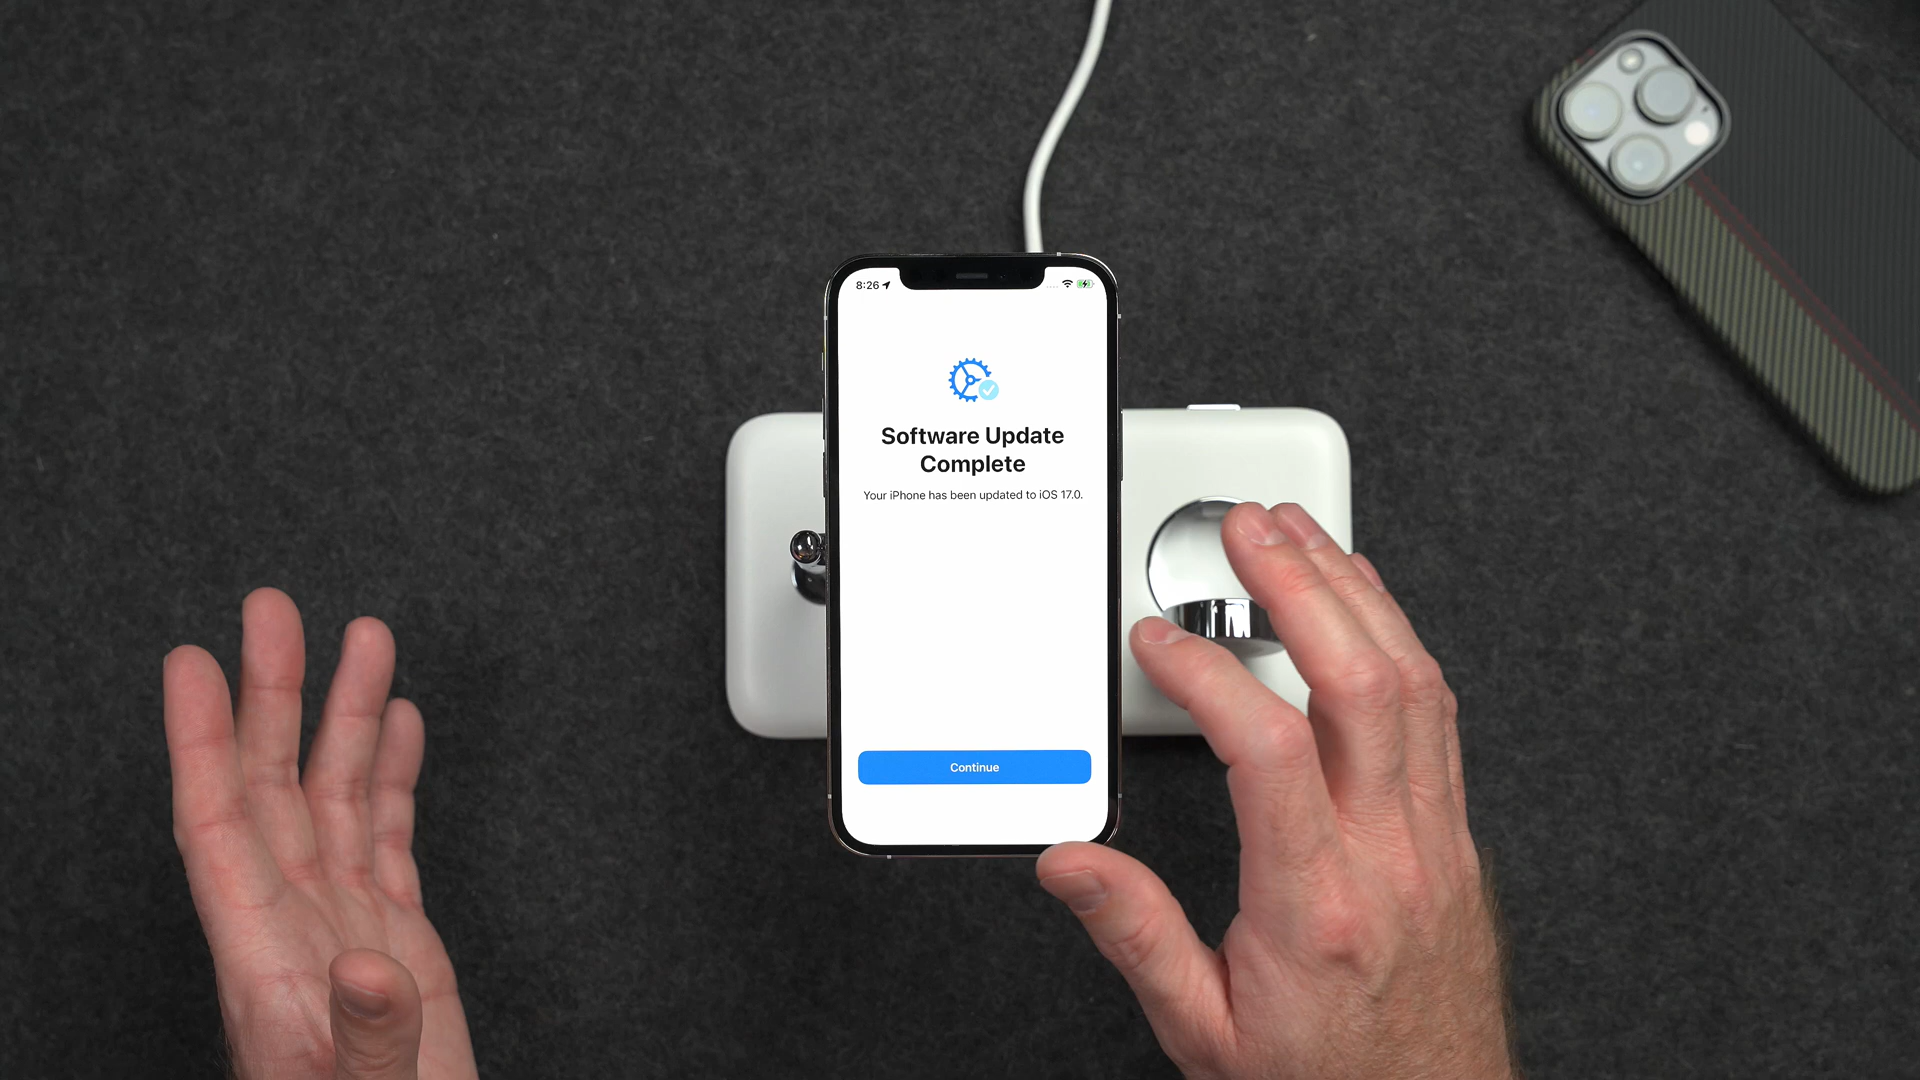 8:26
Software Update
Complete
Your iPhone has been updated to iOS 17.0.
Continue